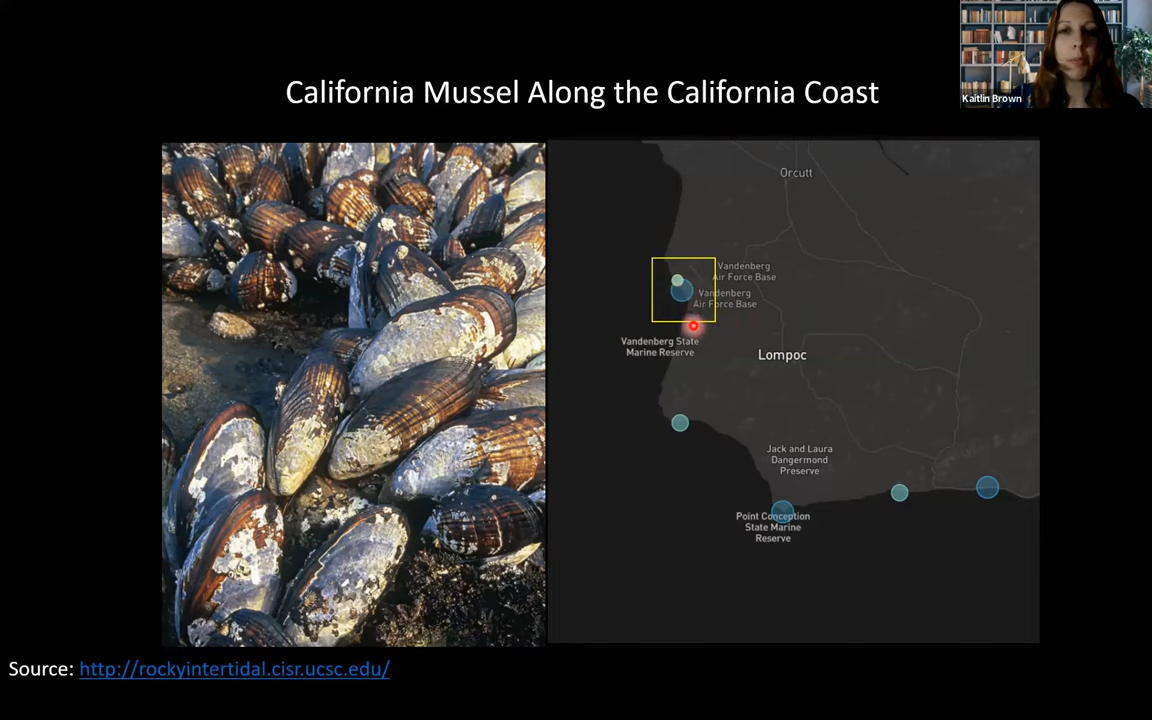 California Mussel Along the California Coast
Kaitlin Brown
Orcutt
Vandenberg
Air Force Base
Vandenberg
Air Force Base
Vandenberg State
Marine Reserve
Lompoc
Jack and Laura
Dangermond
Preserve
Point Conception
State Marine
Reserve
Source: http://rockyintertidal.cisr.ucsc.edu/